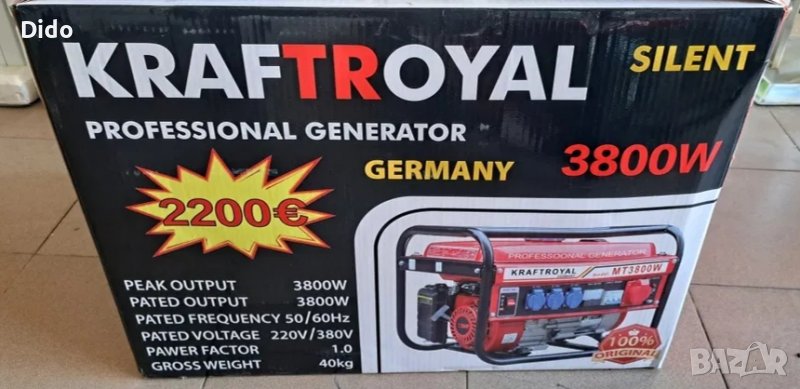 Dido
KRAFTROYAL
SILENT
PROFESSIONAL GENERATOR
GERMANY
3800W
2200€
PEAK OUTPUT 3800W
PATED OUTPUT 3800W
PATED FREQUENCY 50/60Hz
PATED VOLTAGE 220V/380V
PAWER FACTOR 1.0
GROSS WEIGHT 40kg
PROFESSOONAL GENERATOR
KRAFTROYAL
MT3800W
100%
ORIGINAL
BAZAR